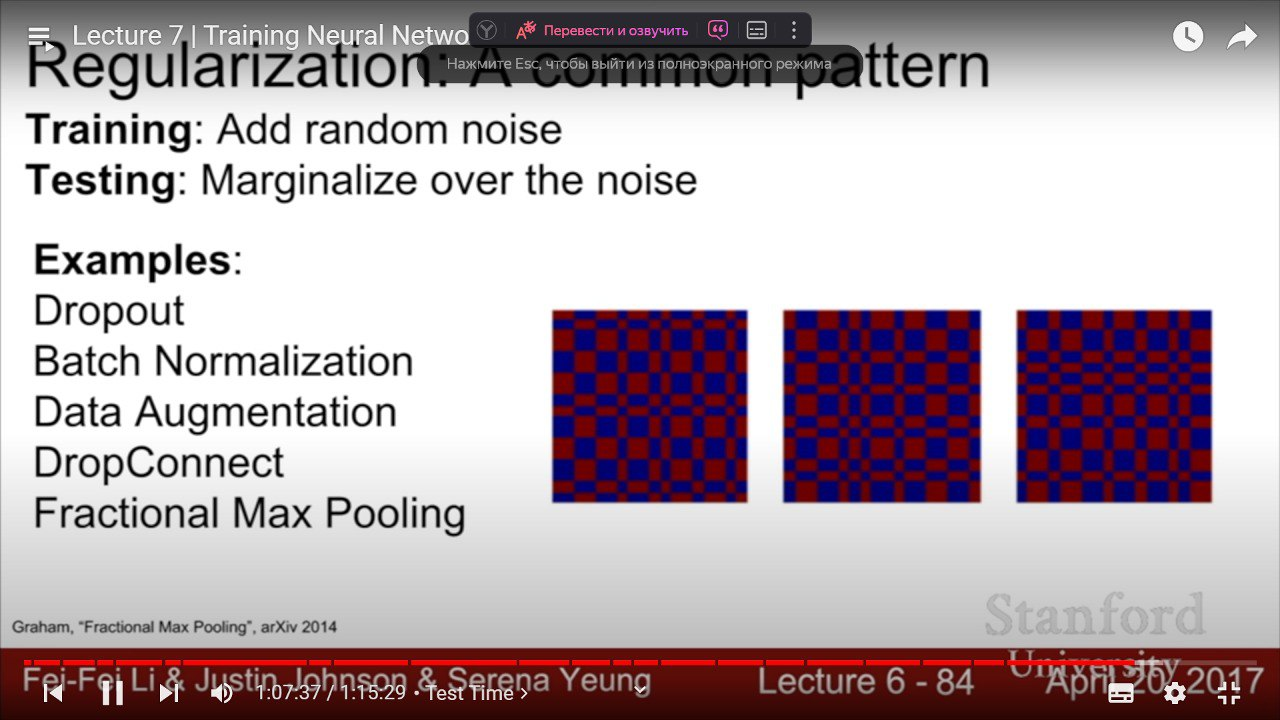 Lecture 7 | Training Neural Netwo
Перевести и озвучить
Нажмите Esc, чтобы выйти из полноэкранного режима
Regularization: A common pattern
Training: Add random noise
Testing: Marginalize over the noise
Examples:
Dropout
Batch Normalization
Data Augmentation
DropConnect
Fractional Max Pooling
Graham, “Fractional Max Pooling”, arXiv 2014
Stanford
University
Fei-Fei Li & Justin Johnson & Serena Yeung
Lecture 6 - 84
April 20, 2017
1:07:37 / 1:15:29 • Test Time ›